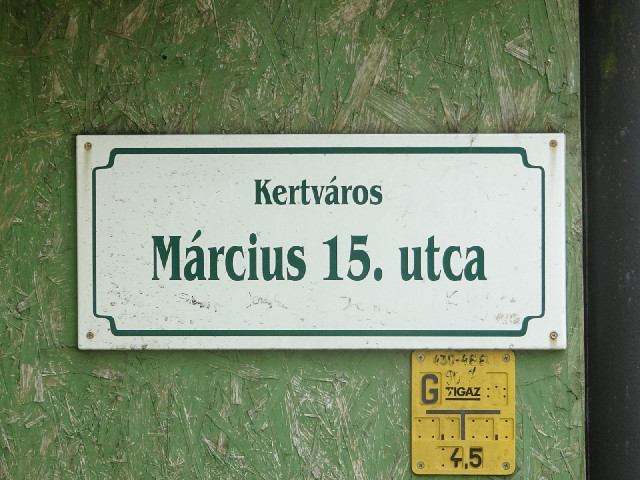 Kertváros
Március 15. utca
G TIGAZ
4,5